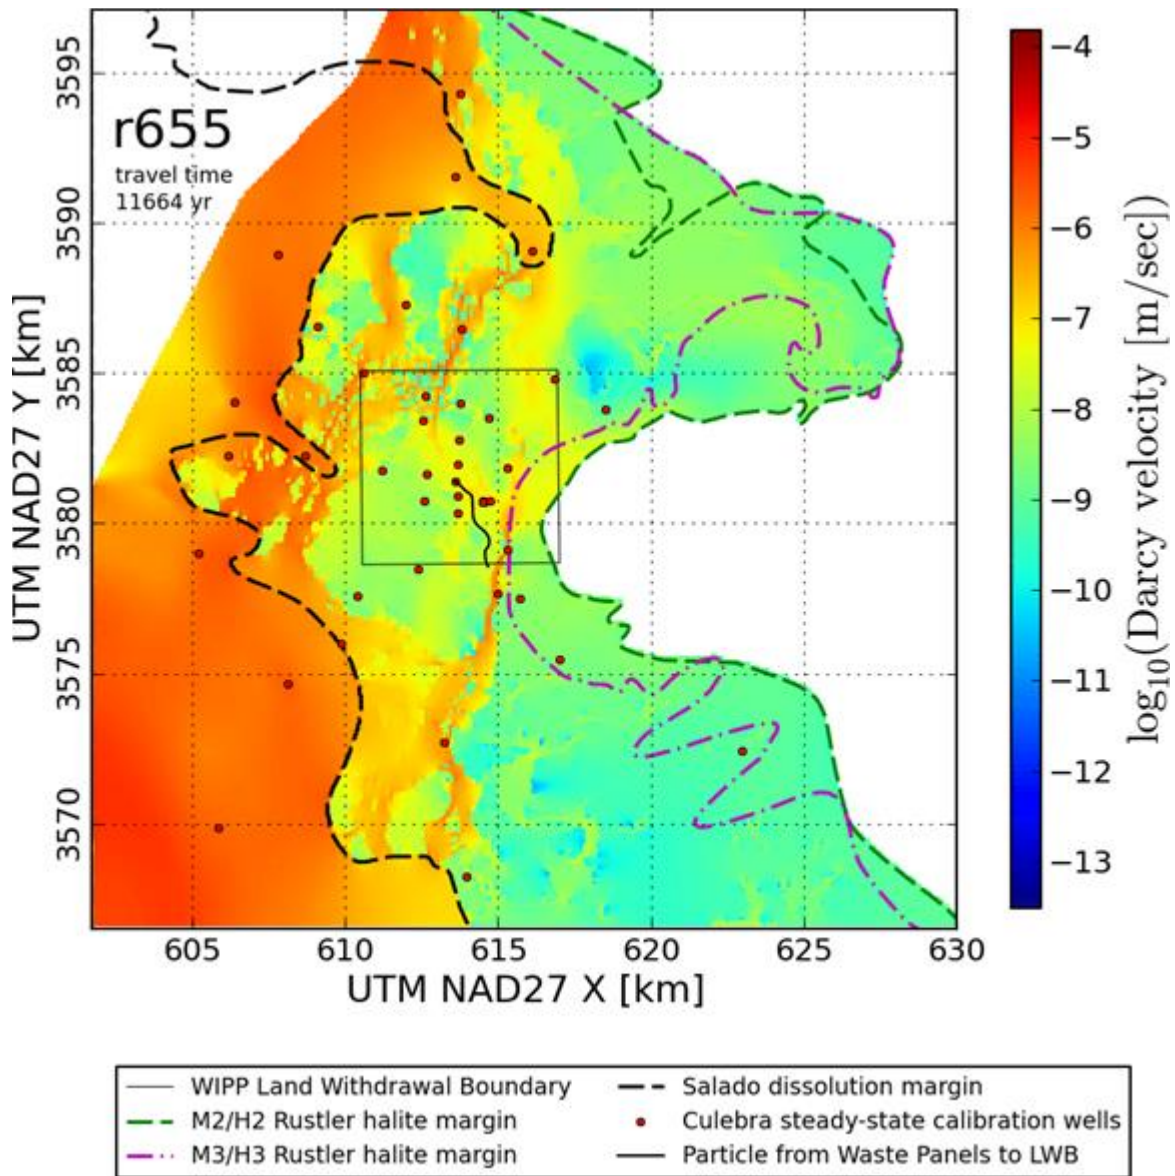 r655
travel time
11664 yr
3595
3590
3585
3580
3575
3570
UTM NAD27 Y [km]
605
610
615
620
625
630
UTM NAD27 X [km]
−4
−5
−6
−7
−8
−9
−10
−11
−12
−13
log10(Darcy velocity [m/sec])
WIPP Land Withdrawal Boundary
M2/H2 Rustler halite margin
M3/H3 Rustler halite margin
Salado dissolution margin
Culebra steady-state calibration wells
Particle from Waste Panels to LWB